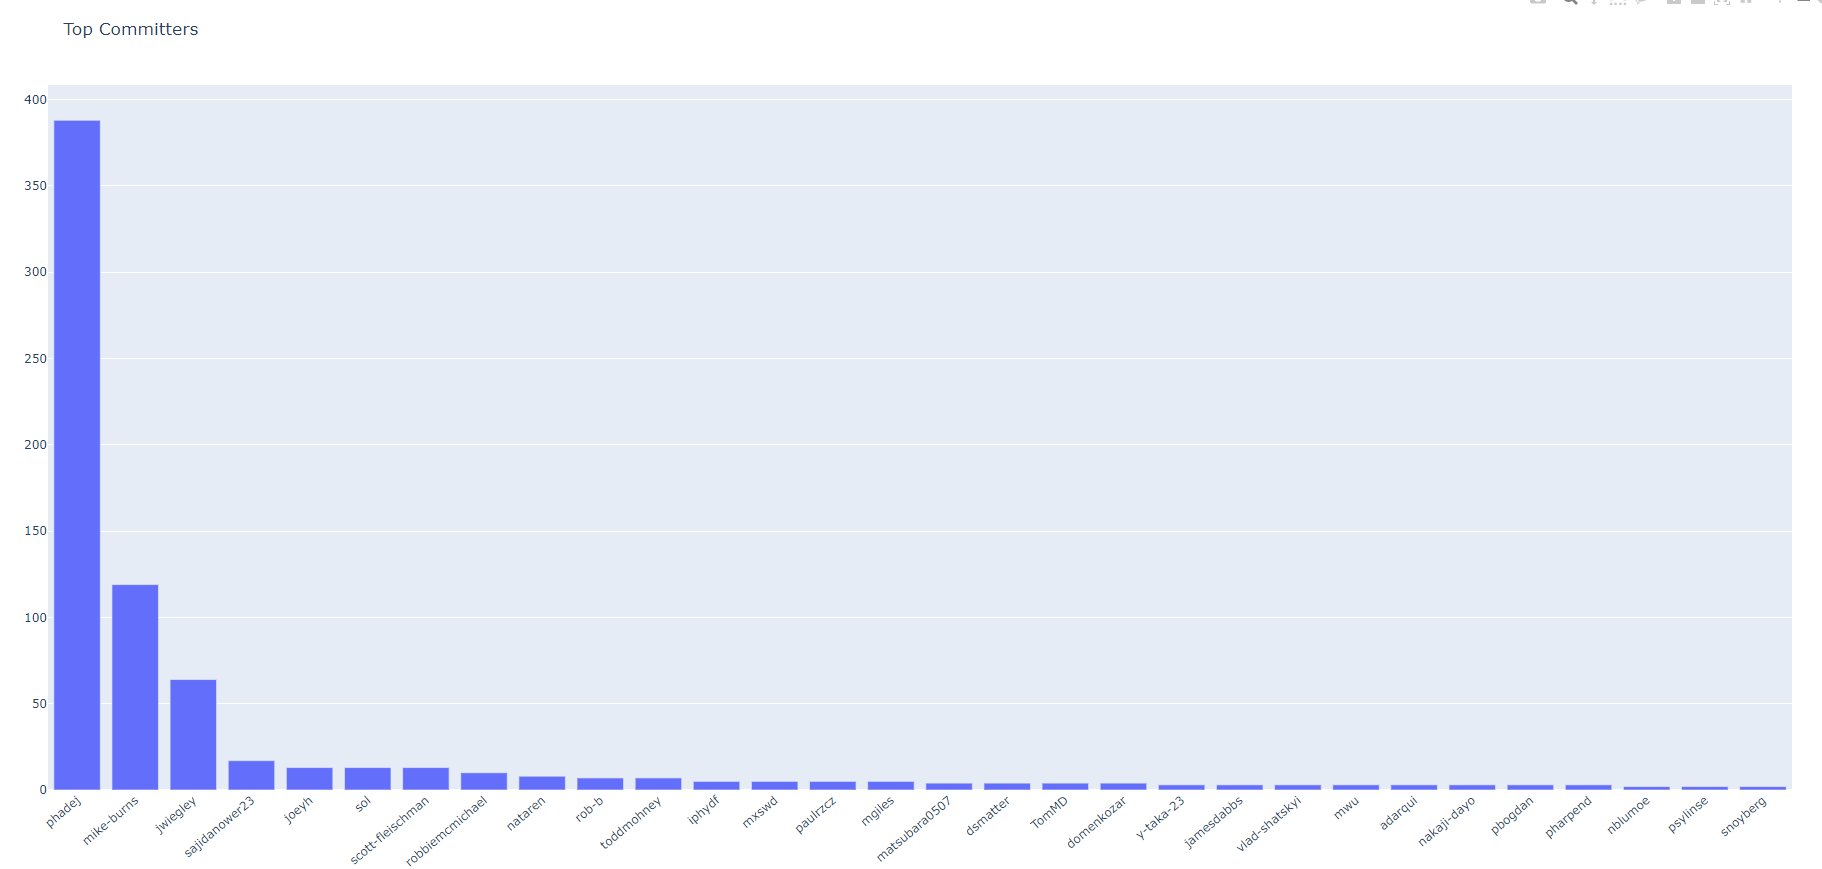 Top Committers
400
350
300
250
200
150
100
50
0
phadej
mike-burns
jwiegley
sajidanower23
joeyh
sol
scott-fleischman
robbiemcmichael
nataren
rob-b
toddmohney
iphydf
mxswd
paulrzcz
mgiles
matsubara0507
dsmatter
TomMD
domenkozar
y-taka-23
jamesdabbs
vlad-shatskyi
mwu
adarqui
nakaji-dayo
pbogdan
pharpend
nblumoe
psylinse
snoyberg